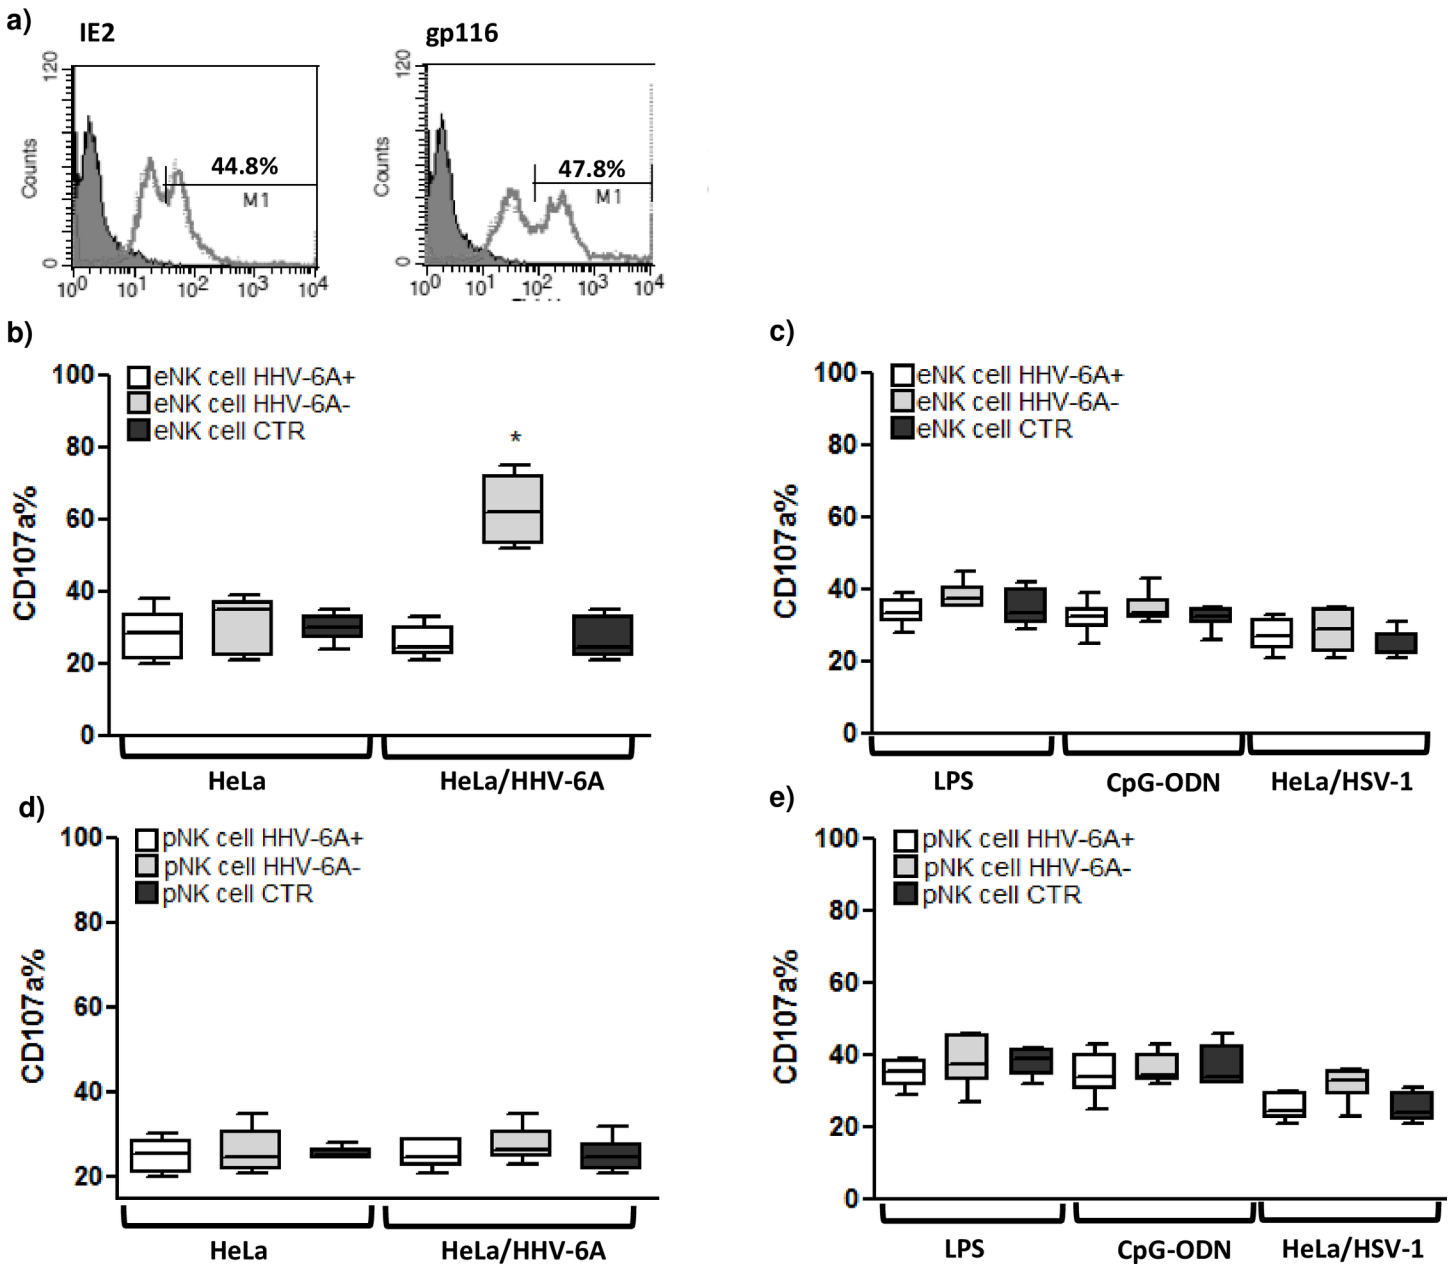 a)
IE2
gp116
120
Counts
0
44.8%
M1
10^0 10^1 10^2 10^3 10^4
120
Counts
0
47.8%
M1
10^0 10^1 10^2 10^3 10^4
b)
eNK cell HHV-6A+
eNK cell HHV-6A-
eNK cell CTR
*
CD107a%
100
80
60
40
20
0
HeLa
HeLa/HHV-6A
c)
eNK cell HHV-6A+
eNK cell HHV-6A-
eNK cell CTR
CD107a%
100
80
60
40
20
0
LPS
CpG-ODN
HeLa/HSV-1
d)
pNK cell HHV-6A+
pNK cell HHV-6A-
pNK cell CTR
CD107a%
100
80
60
40
20
HeLa
HeLa/HHV-6A
e)
pNK cell HHV-6A+
pNK cell HHV-6A-
pNK cell CTR
CD107a%
100
80
60
40
20
0
LPS
CpG-ODN
HeLa/HSV-1